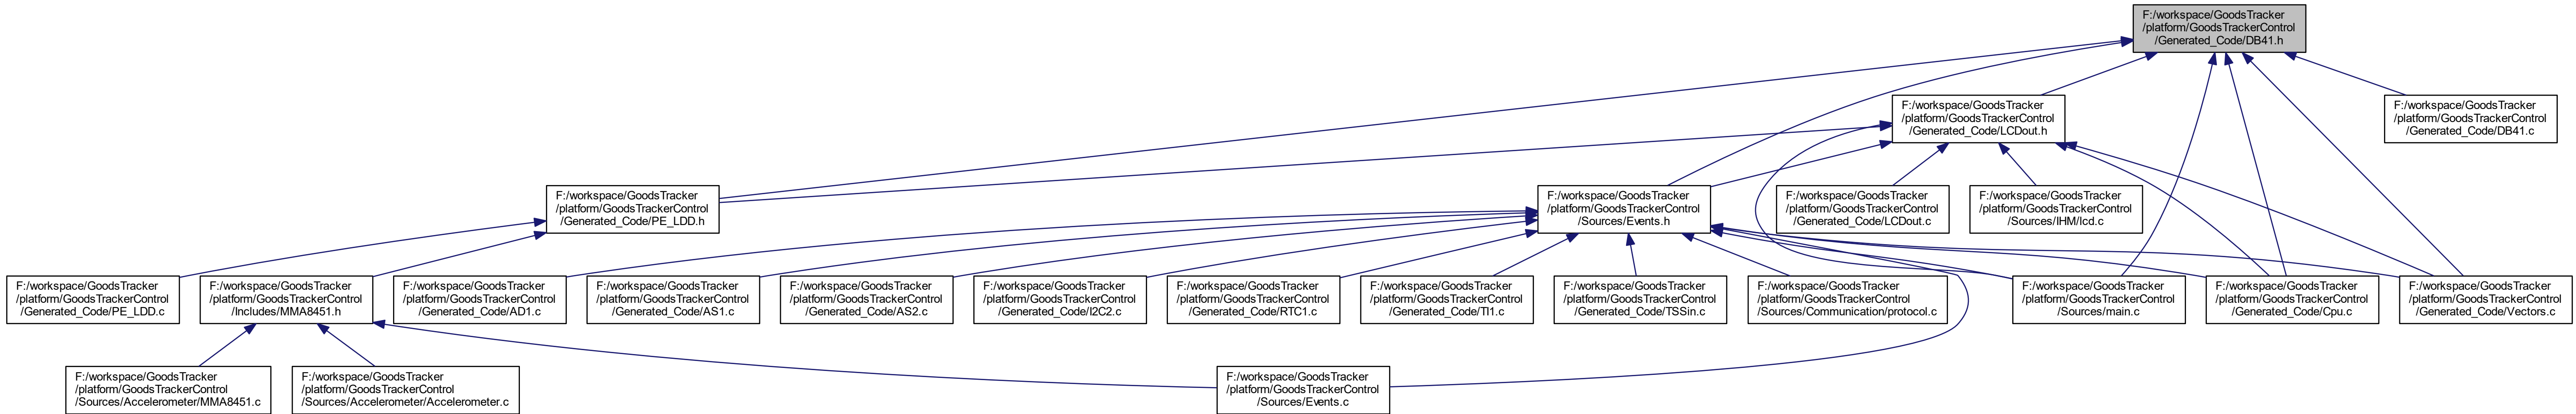 F:/workspace/GoodsTracker
/platform/GoodsTrackerControl
/Generated_Code/DB41.h
F:/workspace/GoodsTracker
/platform/GoodsTrackerControl
/Generated_Code/LCDout.h
F:/workspace/GoodsTracker
/platform/GoodsTrackerControl
/Generated_Code/DB41.c
F:/workspace/GoodsTracker
/platform/GoodsTrackerControl
/Generated_Code/PE_LDD.h
F:/workspace/GoodsTracker
/platform/GoodsTrackerControl
/Sources/Events.h
F:/workspace/GoodsTracker
/platform/GoodsTrackerControl
/Generated_Code/LCDout.c
F:/workspace/GoodsTracker
/platform/GoodsTrackerControl
/Sources/IHM/lcd.c
F:/workspace/GoodsTracker
/platform/GoodsTrackerControl
/Generated_Code/PE_LDD.c
F:/workspace/GoodsTracker
/platform/GoodsTrackerControl
/Includes/MMA8451.h
F:/workspace/GoodsTracker
/platform/GoodsTrackerControl
/Generated_Code/AD1.c
F:/workspace/GoodsTracker
/platform/GoodsTrackerControl
/Generated_Code/AS1.c
F:/workspace/GoodsTracker
/platform/GoodsTrackerControl
/Generated_Code/AS2.c
F:/workspace/GoodsTracker
/platform/GoodsTrackerControl
/Generated_Code/I2C2.c
F:/workspace/GoodsTracker
/platform/GoodsTrackerControl
/Generated_Code/RTC1.c
F:/workspace/GoodsTracker
/platform/GoodsTrackerControl
/Generated_Code/TI1.c
F:/workspace/GoodsTracker
/platform/GoodsTrackerControl
/Generated_Code/TSSin.c
F:/workspace/GoodsTracker
/platform/GoodsTrackerControl
/Sources/Communication/protocol.c
F:/workspace/GoodsTracker
/platform/GoodsTrackerControl
/Sources/main.c
F:/workspace/GoodsTracker
/platform/GoodsTrackerControl
/Generated_Code/Cpu.c
F:/workspace/GoodsTracker
/platform/GoodsTrackerControl
/Generated_Code/Vectors.c
F:/workspace/GoodsTracker
/platform/GoodsTrackerControl
/Sources/Accelerometer/MMA8451.c
F:/workspace/GoodsTracker
/platform/GoodsTrackerControl
/Sources/Accelerometer/Accelerometer.c
F:/workspace/GoodsTracker
/platform/GoodsTrackerControl
/Sources/Events.c